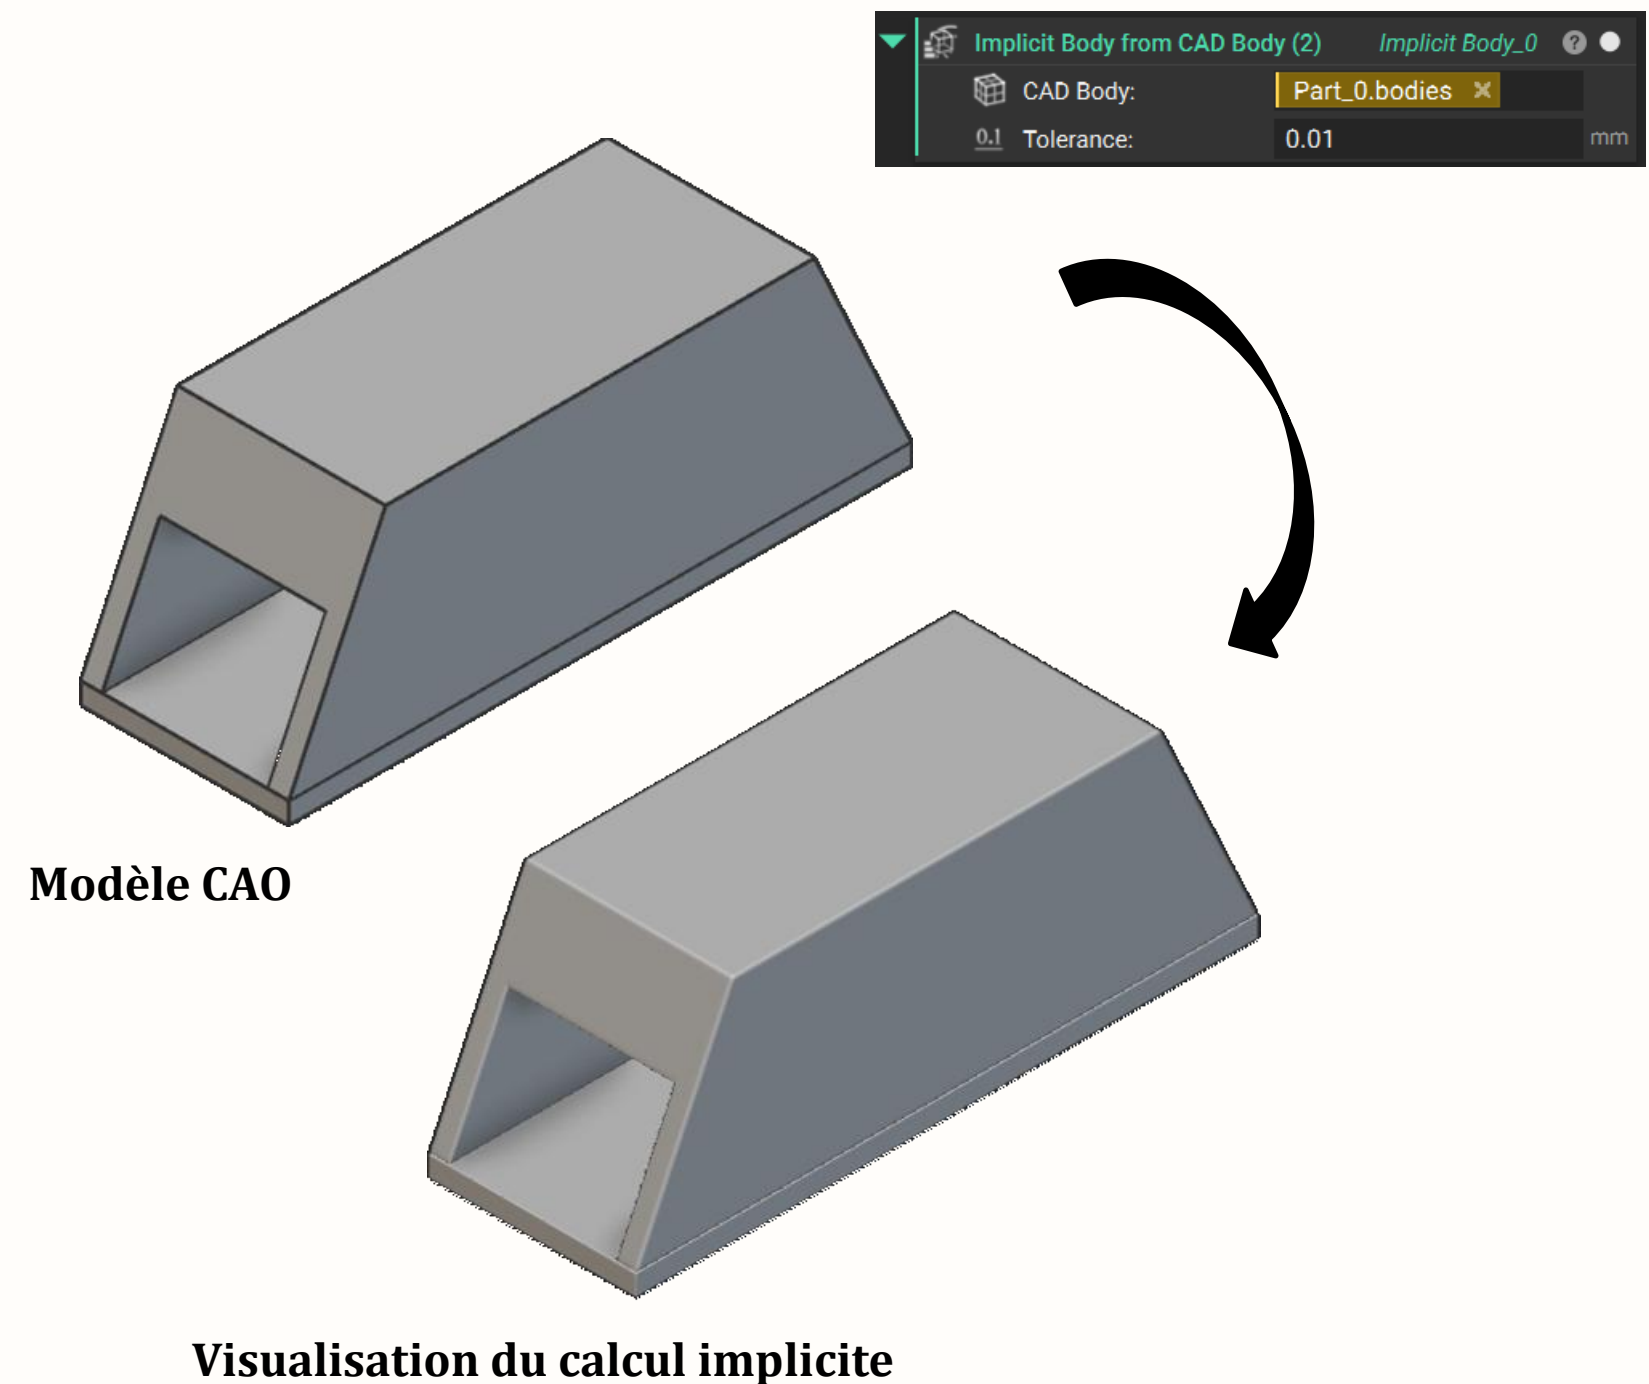 Implicit Body from CAD Body (2) Implicit Body_0 ?
CAD Body: Part_0.bodies
0.1 Tolerance: 0.01 mm
Modèle CAO
Visualisation du calcul implicite